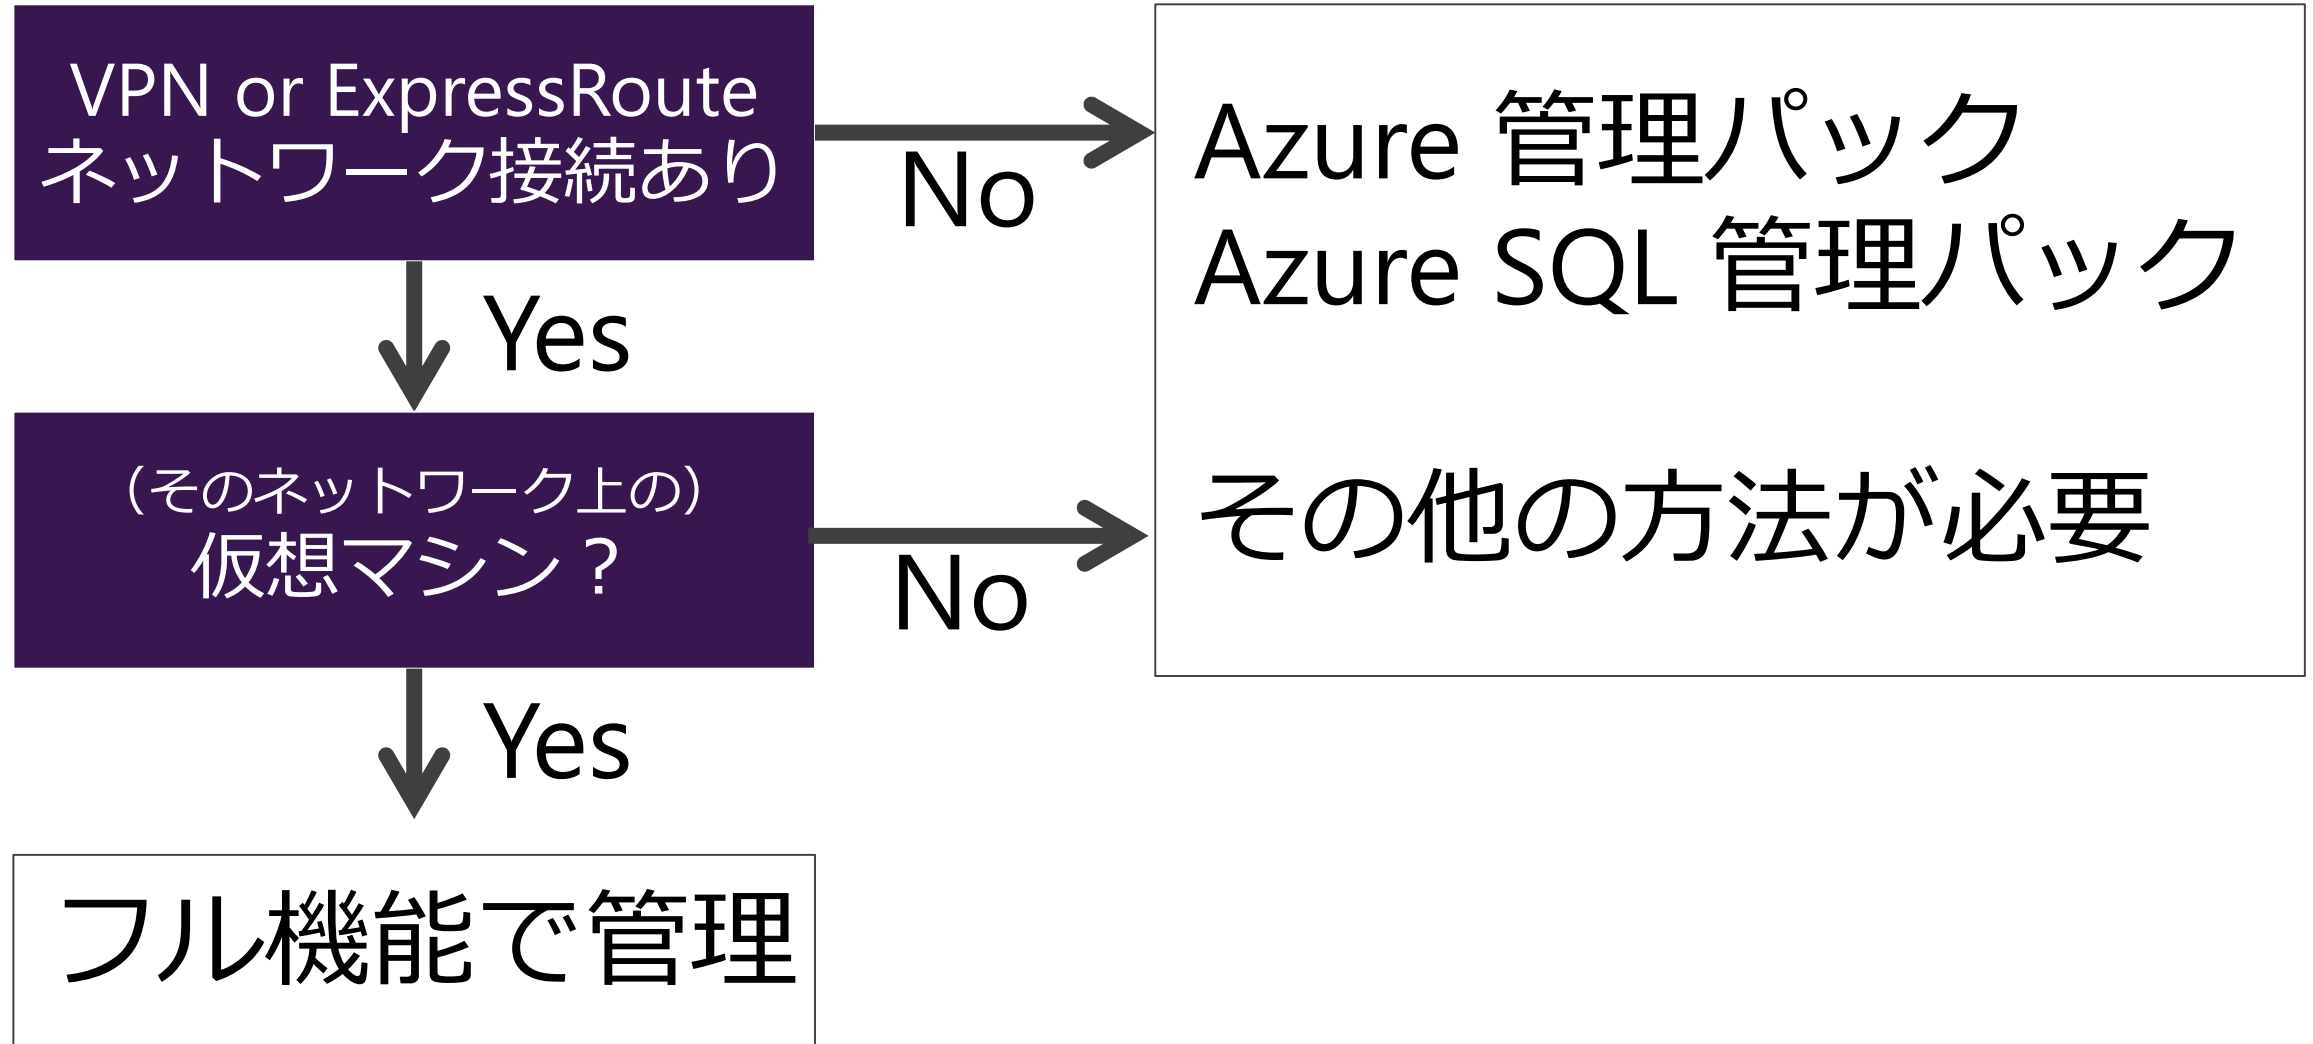 VPN or ExpressRoute
ネットワーク接続あり
No
Azure 管理パック
Azure SQL 管理パック
その他の方法が必要
Yes
（そのネットワーク上の）
仮想マシン？
No
Yes
フル機能で管理